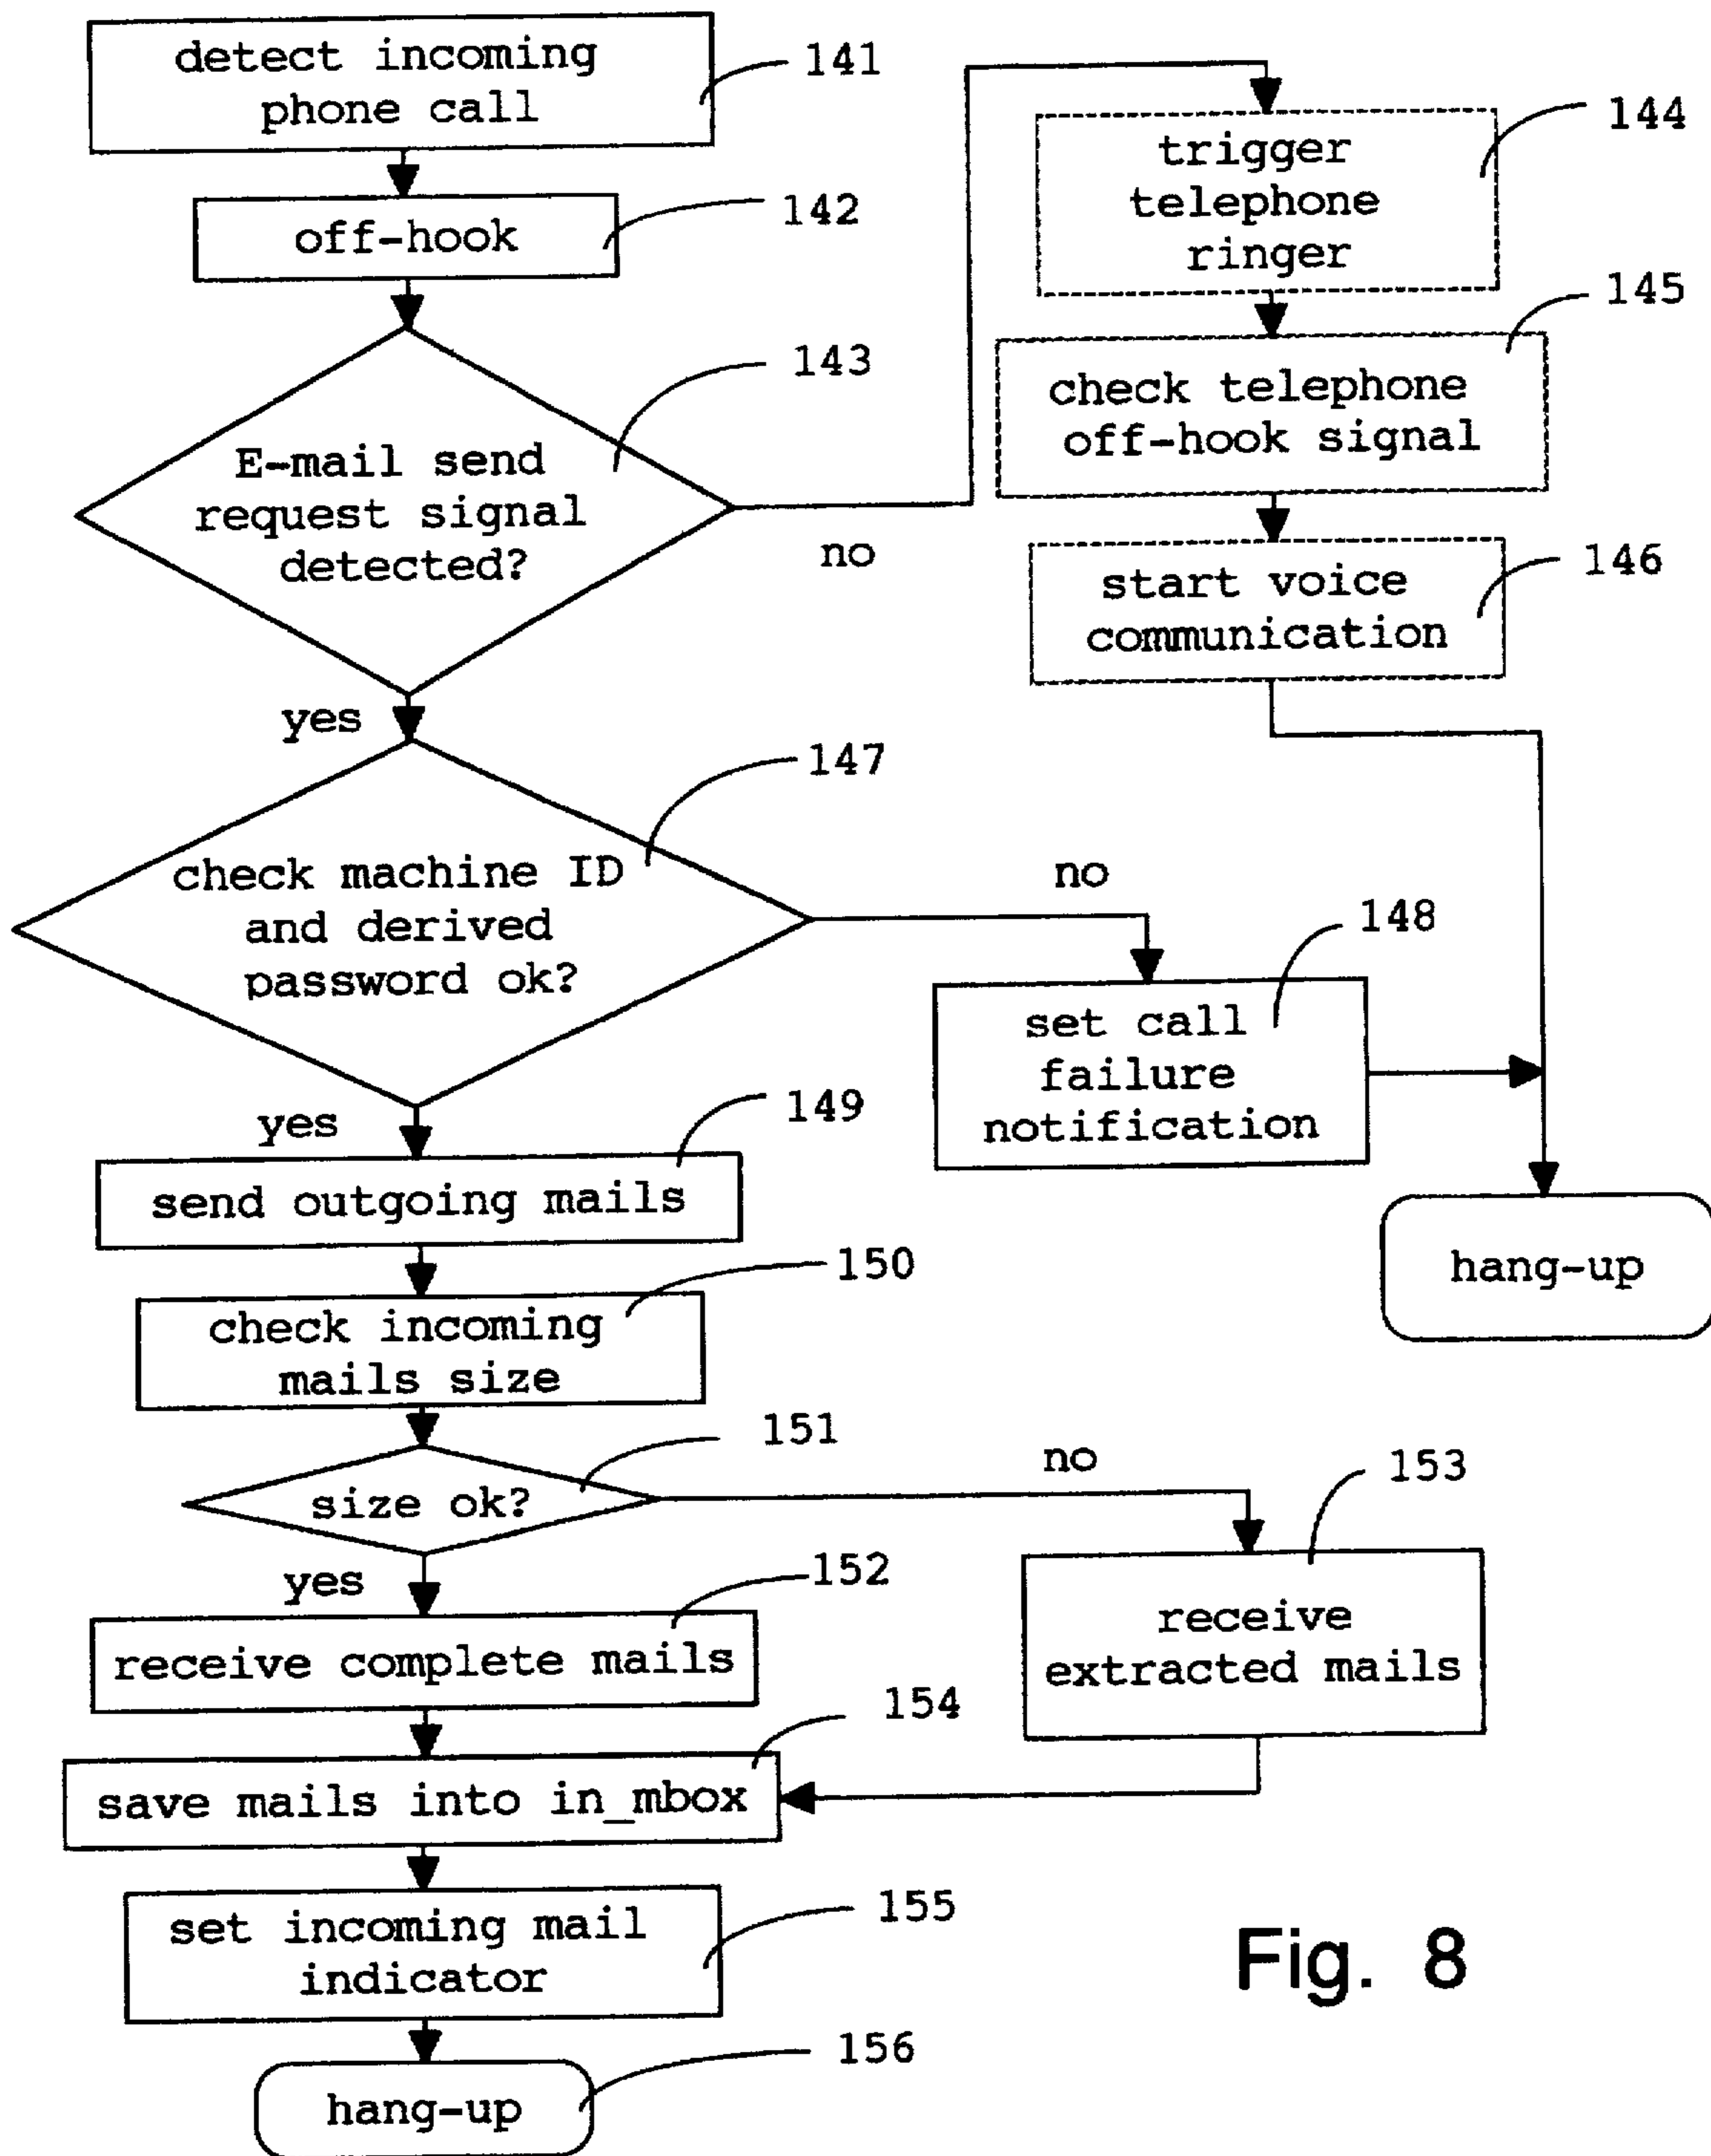 detect incoming
phone call
141
off-hook
142
E-mail send
request signal
detected?
143
no
yes
trigger
telephone
ringer
144
check telephone
off-hook signal
145
start voice
communication
146
check machine ID
and derived
password ok?
147
no
yes
set call
failure
notification
148
hang-up
send outgoing mails
149
check incoming
mails size
150
size ok?
151
no
yes
receive complete mails
152
receive
extracted mails
153
save mails into in_mbox
154
set incoming mail
indicator
155
hang-up
156
Fig. 8